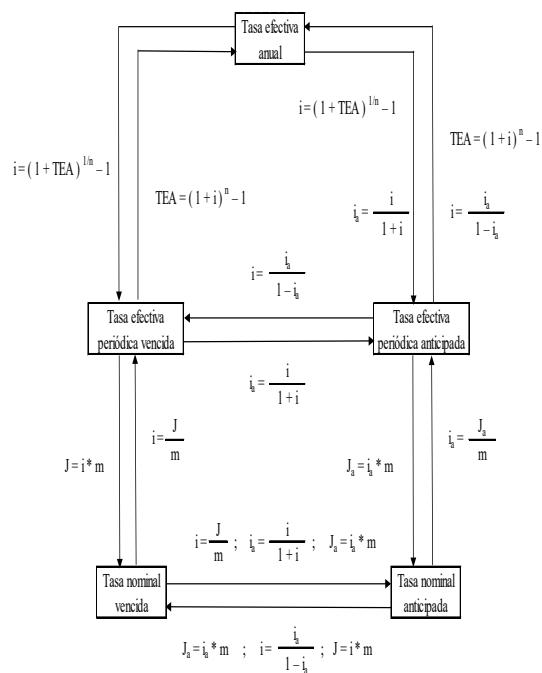 Tasa efectiva
anual
i = ( 1 + TEA ) ^{1/n} – 1
TEA = ( 1 + i ) ^{n} – 1
i = ( 1 + TEA ) ^{1/n} – 1
i_a = i / 1 + i
TEA = ( 1 + i ) ^{n} – 1
i = i_a / 1 – i_a
i = i_a / 1 – i_a
Tasa efectiva
periódica vencida
Tasa efectiva
periódica anticipada
i_a = i / 1 + i
J = i * m
i = J / m
J_a = i_a * m
i_a = J_a / m
i = J / m ; i_a = i / 1 + i ; J_a = i_a * m
Tasa nominal
vencida
Tasa nominal
anticipada
J_a = i_a * m ; i = i_a / 1 – i_a ; J = i * m